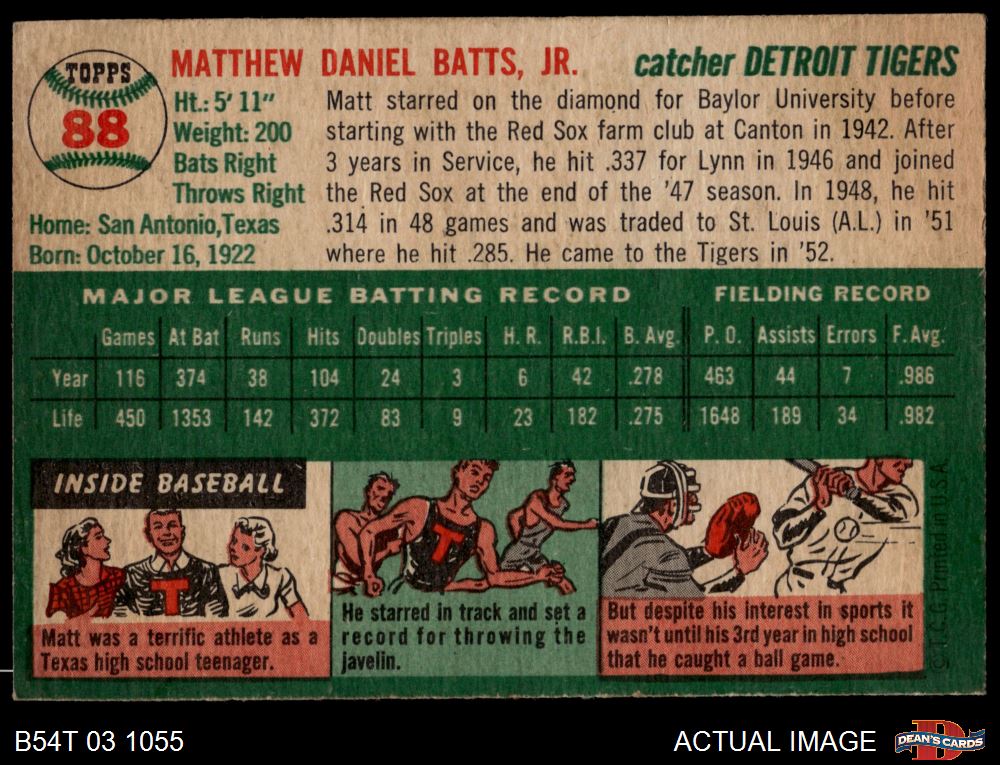 TOPPS
88
MATTHEW DANIEL BATTS, JR.
catcher DETROIT TIGERS
Ht.: 5' 11"
Weight: 200
Bats Right
Throws Right
Home: San Antonio, Texas
Born: October 16, 1922
Matt starred on the diamond for Baylor University before
starting with the Red Sox farm club at Canton in 1942. After
3 years in Service, he hit .337 for Lynn in 1946 and joined
the Red Sox at the end of the '47 season. In 1948, he hit
.314 in 48 games and was traded to St. Louis (A.L.) in '51
where he hit .285. He came to the Tigers in '52.
MAJOR LEAGUE BATTING RECORD FIELDING RECORD
Games At Bat Runs Hits Doubles Triples H. R. R.B.I. B. Avg. P. O. Assists Errors F. Avg.
Year 116 374 38 104 24 3 6 42 .278 463 44 7 .986
Life 450 1353 142 372 83 9 23 182 .275 1648 189 34 .982
INSIDE BASEBALL
T
Matt was a terrific athlete as a
Texas high school teenager.
T
He starred in track and set a
record for throwing the
javelin.
But despite his interest in sports it
wasn't until his 3rd year in high school
that he caught a ball game.
© T.C.G. Printed in U.S.A.
B54T 03 1055
ACTUAL IMAGE
DEAN'S CARDS